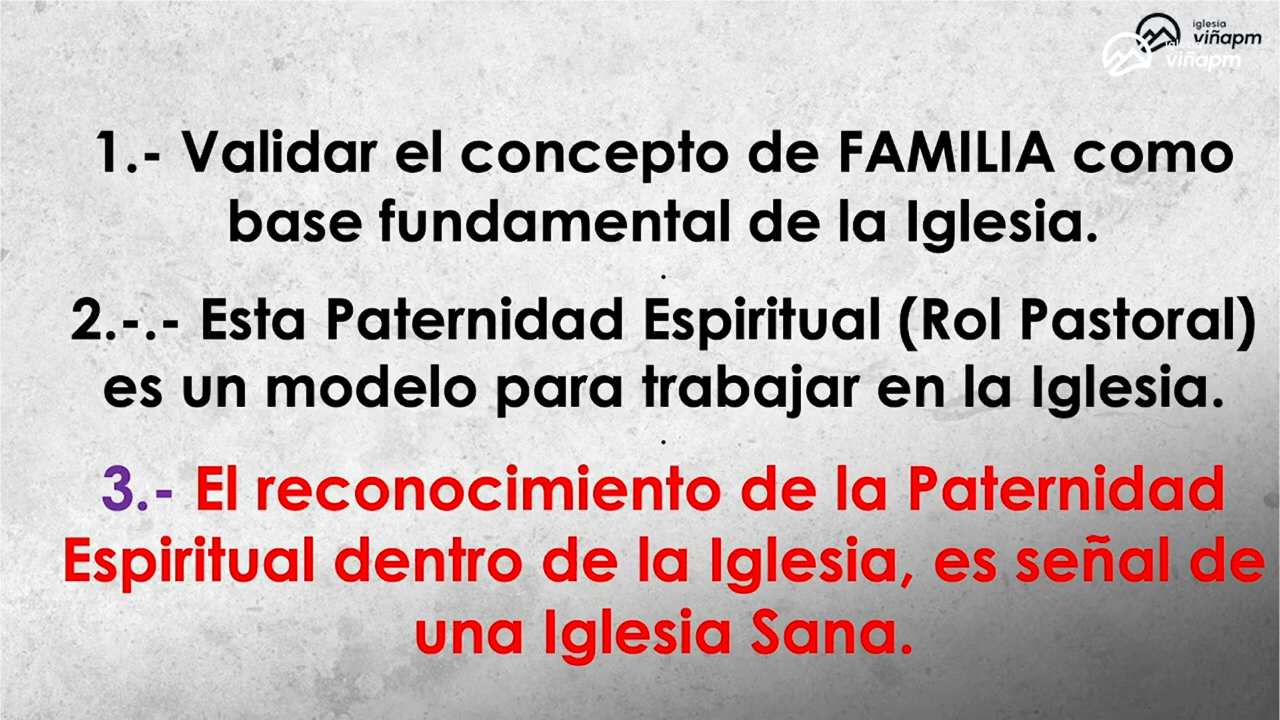 iglesia
viñapm
iglesia
viñapm
1.- Validar el concepto de FAMILIA como
base fundamental de la Iglesia.
.
2.-.- Esta Paternidad Espiritual (Rol Pastoral)
es un modelo para trabajar en la Iglesia.
.
3.- El reconocimiento de la Paternidad
Espiritual dentro de la Iglesia, es señal de
una Iglesia Sana.